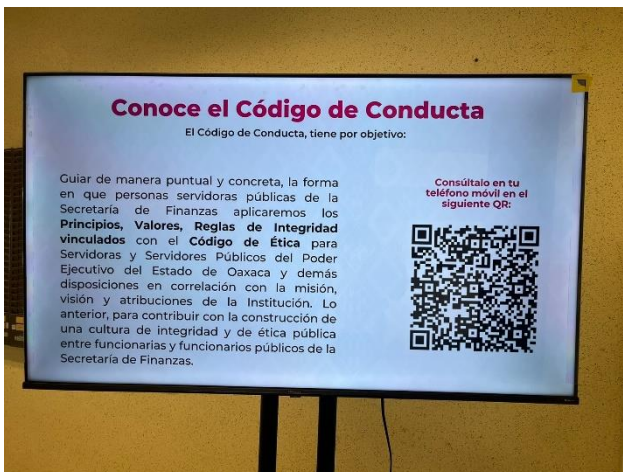 Conoce el Código de Conducta
El Código de Conducta, tiene por objetivo:
Guiar de manera puntual y concreta, la forma
en que personas servidoras públicas de la
Secretaría de Finanzas aplicaremos los
Principios, Valores, Reglas de Integridad
vinculados con el Código de Ética para
Servidoras y Servidores Públicos del Poder
Ejecutivo del Estado de Oaxaca y demás
disposiciones en correlación con la misión,
visión y atribuciones de la Institución. Lo
anterior, para contribuir con la construcción de
una cultura de integridad y de ética pública
entre funcionarias y funcionarios públicos de la
Secretaría de Finanzas.
Consúltalo en tu
teléfono móvil en el
siguiente QR: